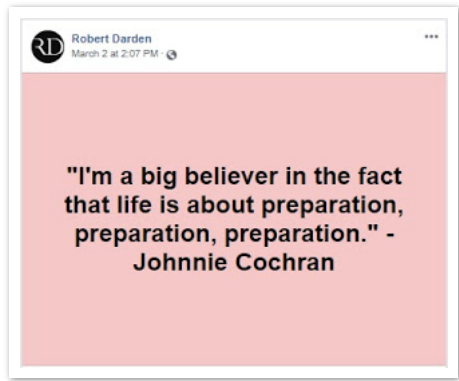 RD
Robert Darden
March 2 at 2:07 PM ·
"I'm a big believer in the fact
that life is about preparation,
preparation, preparation." -
Johnnie Cochran